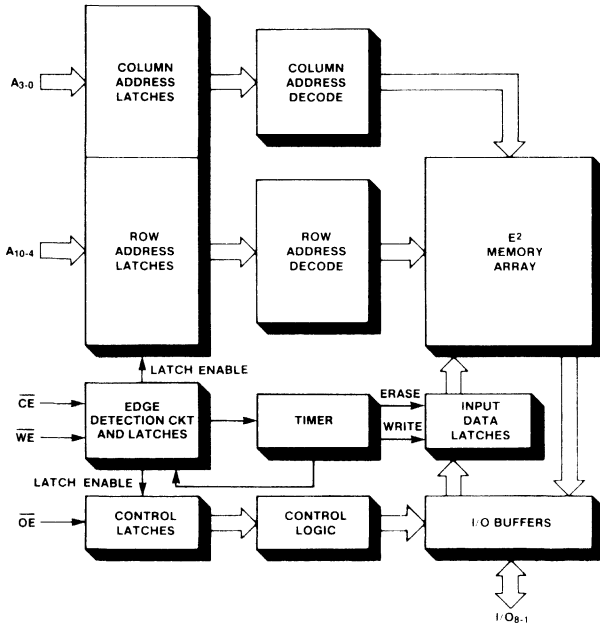 A3-0
COLUMN
ADDRESS
LATCHES
COLUMN
ADDRESS
DECODE
A10-4
ROW
ADDRESS
LATCHES
ROW
ADDRESS
DECODE
E²
MEMORY
ARRAY
LATCH ENABLE
CE
WE
EDGE
DETECTION CKT
AND LATCHES
TIMER
ERASE
WRITE
INPUT
DATA
LATCHES
LATCH ENABLE
OE
CONTROL
LATCHES
CONTROL
LOGIC
I/O BUFFERS
I/O8-1